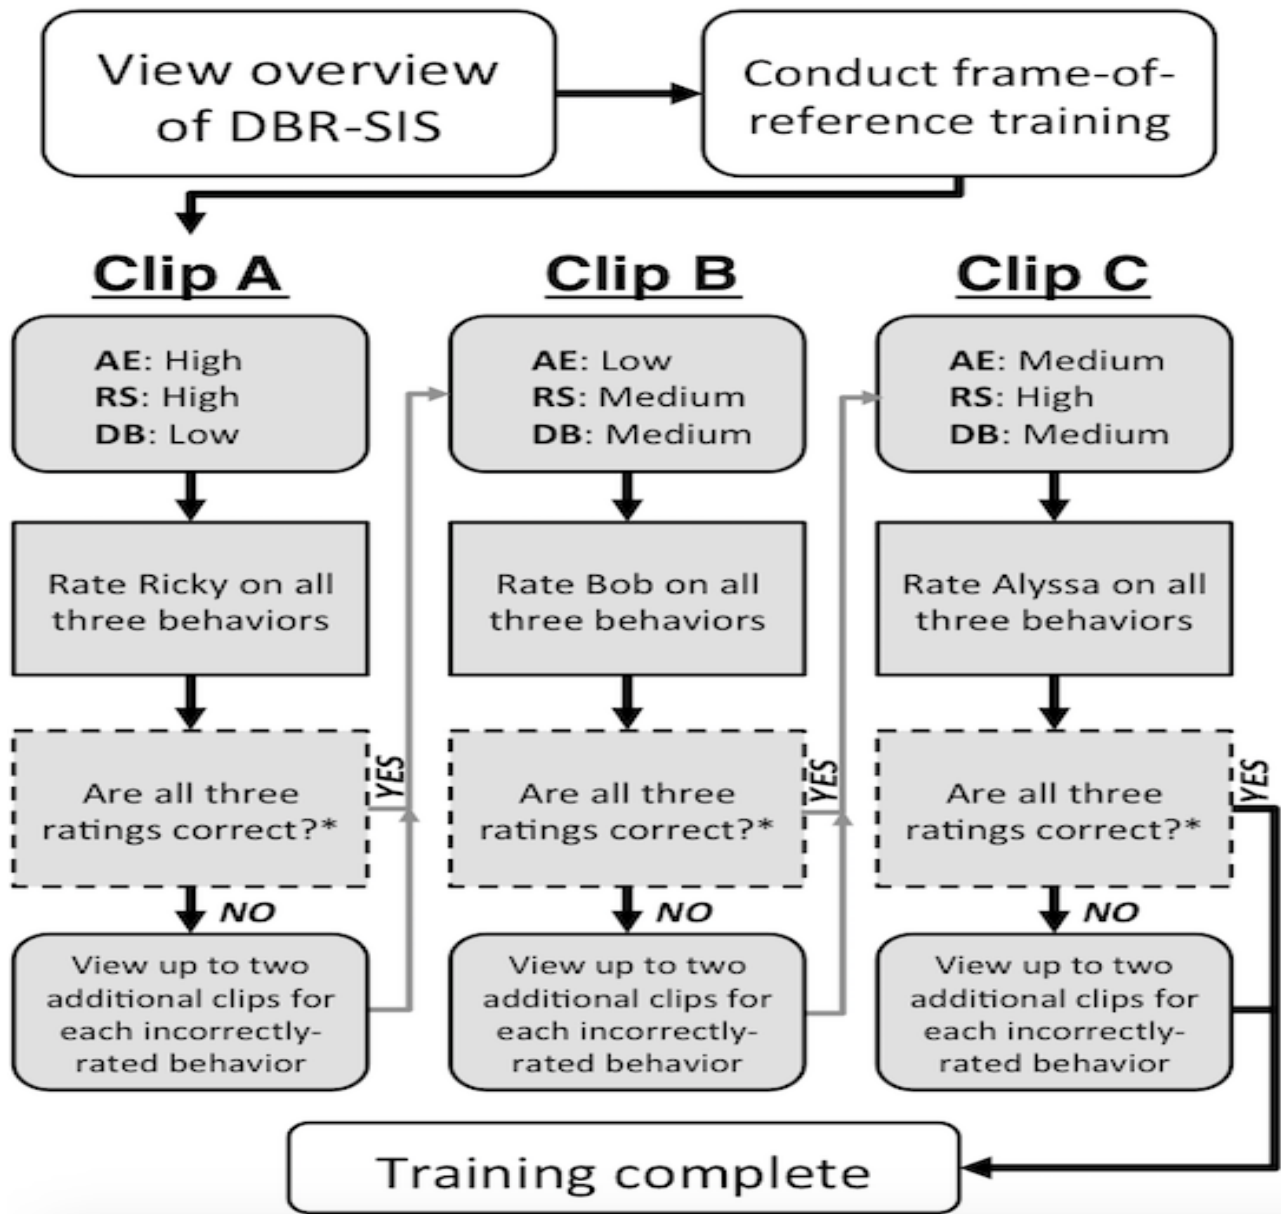 View overview
of DBR-SIS
Conduct frame-of-
reference training
Clip A
AE: High
RS: High
DB: Low
Rate Ricky on all
three behaviors
Are all three
ratings correct?*
YES
NO
View up to two
additional clips for
each incorrectly-
rated behavior
Clip B
AE: Low
RS: Medium
DB: Medium
Rate Bob on all
three behaviors
Are all three
ratings correct?*
YES
NO
View up to two
additional clips for
each incorrectly-
rated behavior
Clip C
AE: Medium
RS: High
DB: Medium
Rate Alyssa on all
three behaviors
Are all three
ratings correct?*
YES
NO
View up to two
additional clips for
each incorrectly-
rated behavior
Training complete